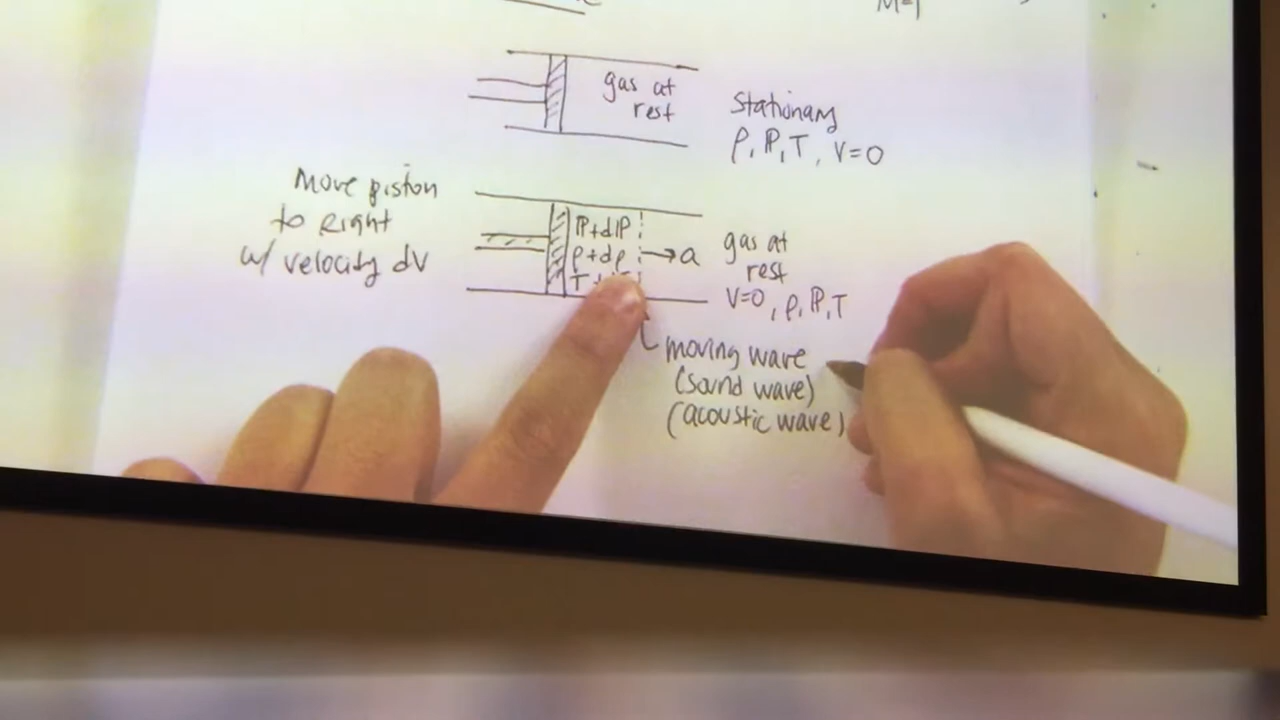 M=1
gas at
rest
Stationary
ρ, P, T, V=0
Move piston
to Right
w/ velocity dV
P+dP
ρ+dρ
T+
→a
gas at
rest
V=0, ρ, P, T
moving wave
(sound wave)
(acoustic wave)